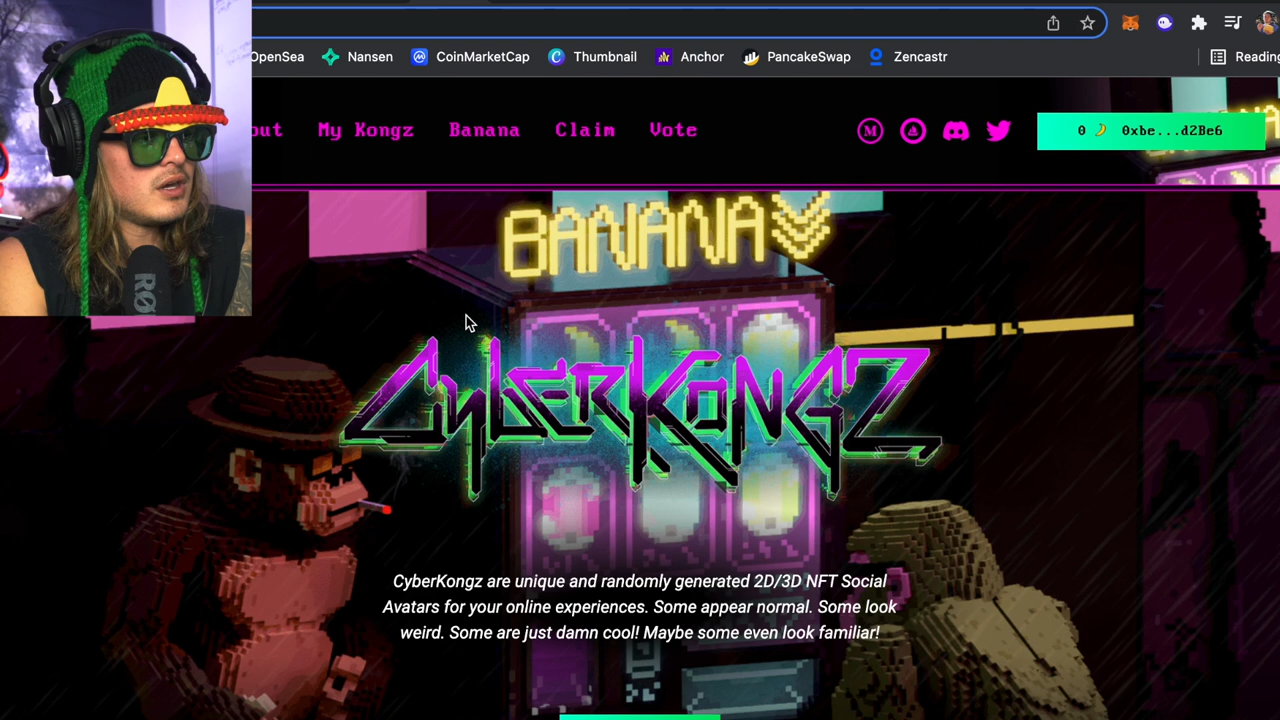 OpenSea Nansen CoinMarketCap Thumbnail Anchor PancakeSwap Zencastr Reading
out My Kongz Banana Claim Vote M 0 🍌 0xbe...d2Be6
BANANA
RØ
CyberKongZ
CyberKongz are unique and randomly generated 2D/3D NFT Social
Avatars for your online experiences. Some appear normal. Some look
weird. Some are just damn cool! Maybe some even look familiar!